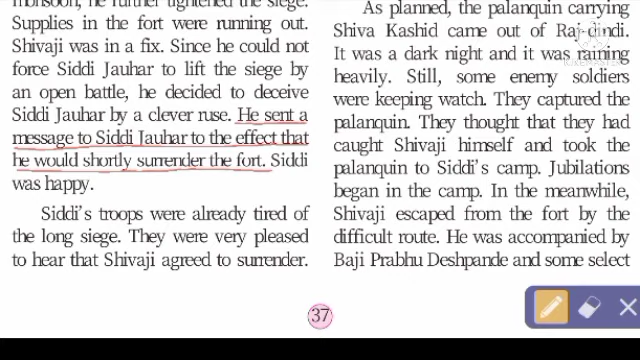 monsoon, he further tightened the siege.
Supplies in the fort were running out.
Shivaji was in a fix. Since he could not
force Siddi Jauhar to lift the siege by
an open battle, he decided to deceive
Siddi Jauhar by a clever ruse. He sent a
message to Siddi Jauhar to the effect that
he would shortly surrender the fort. Siddi
was happy.
Siddi's troops were already tired of
the long siege. They were very pleased
to hear that Shivaji agreed to surrender.
As planned, the palanquin carrying
Shiva Kashid came out of Raj-dindi.
It was a dark night and it was raining
heavily. Still, some enemy soldiers
were keeping watch. They captured the
palanquin. They thought that they had
caught Shivaji himself and took the
palanquin to Siddi's camp. Jubilations
began in the camp. In the meanwhile,
Shivaji escaped from the fort by the
difficult route. He was accompanied by
Baji Prabhu Deshpande and some select
37